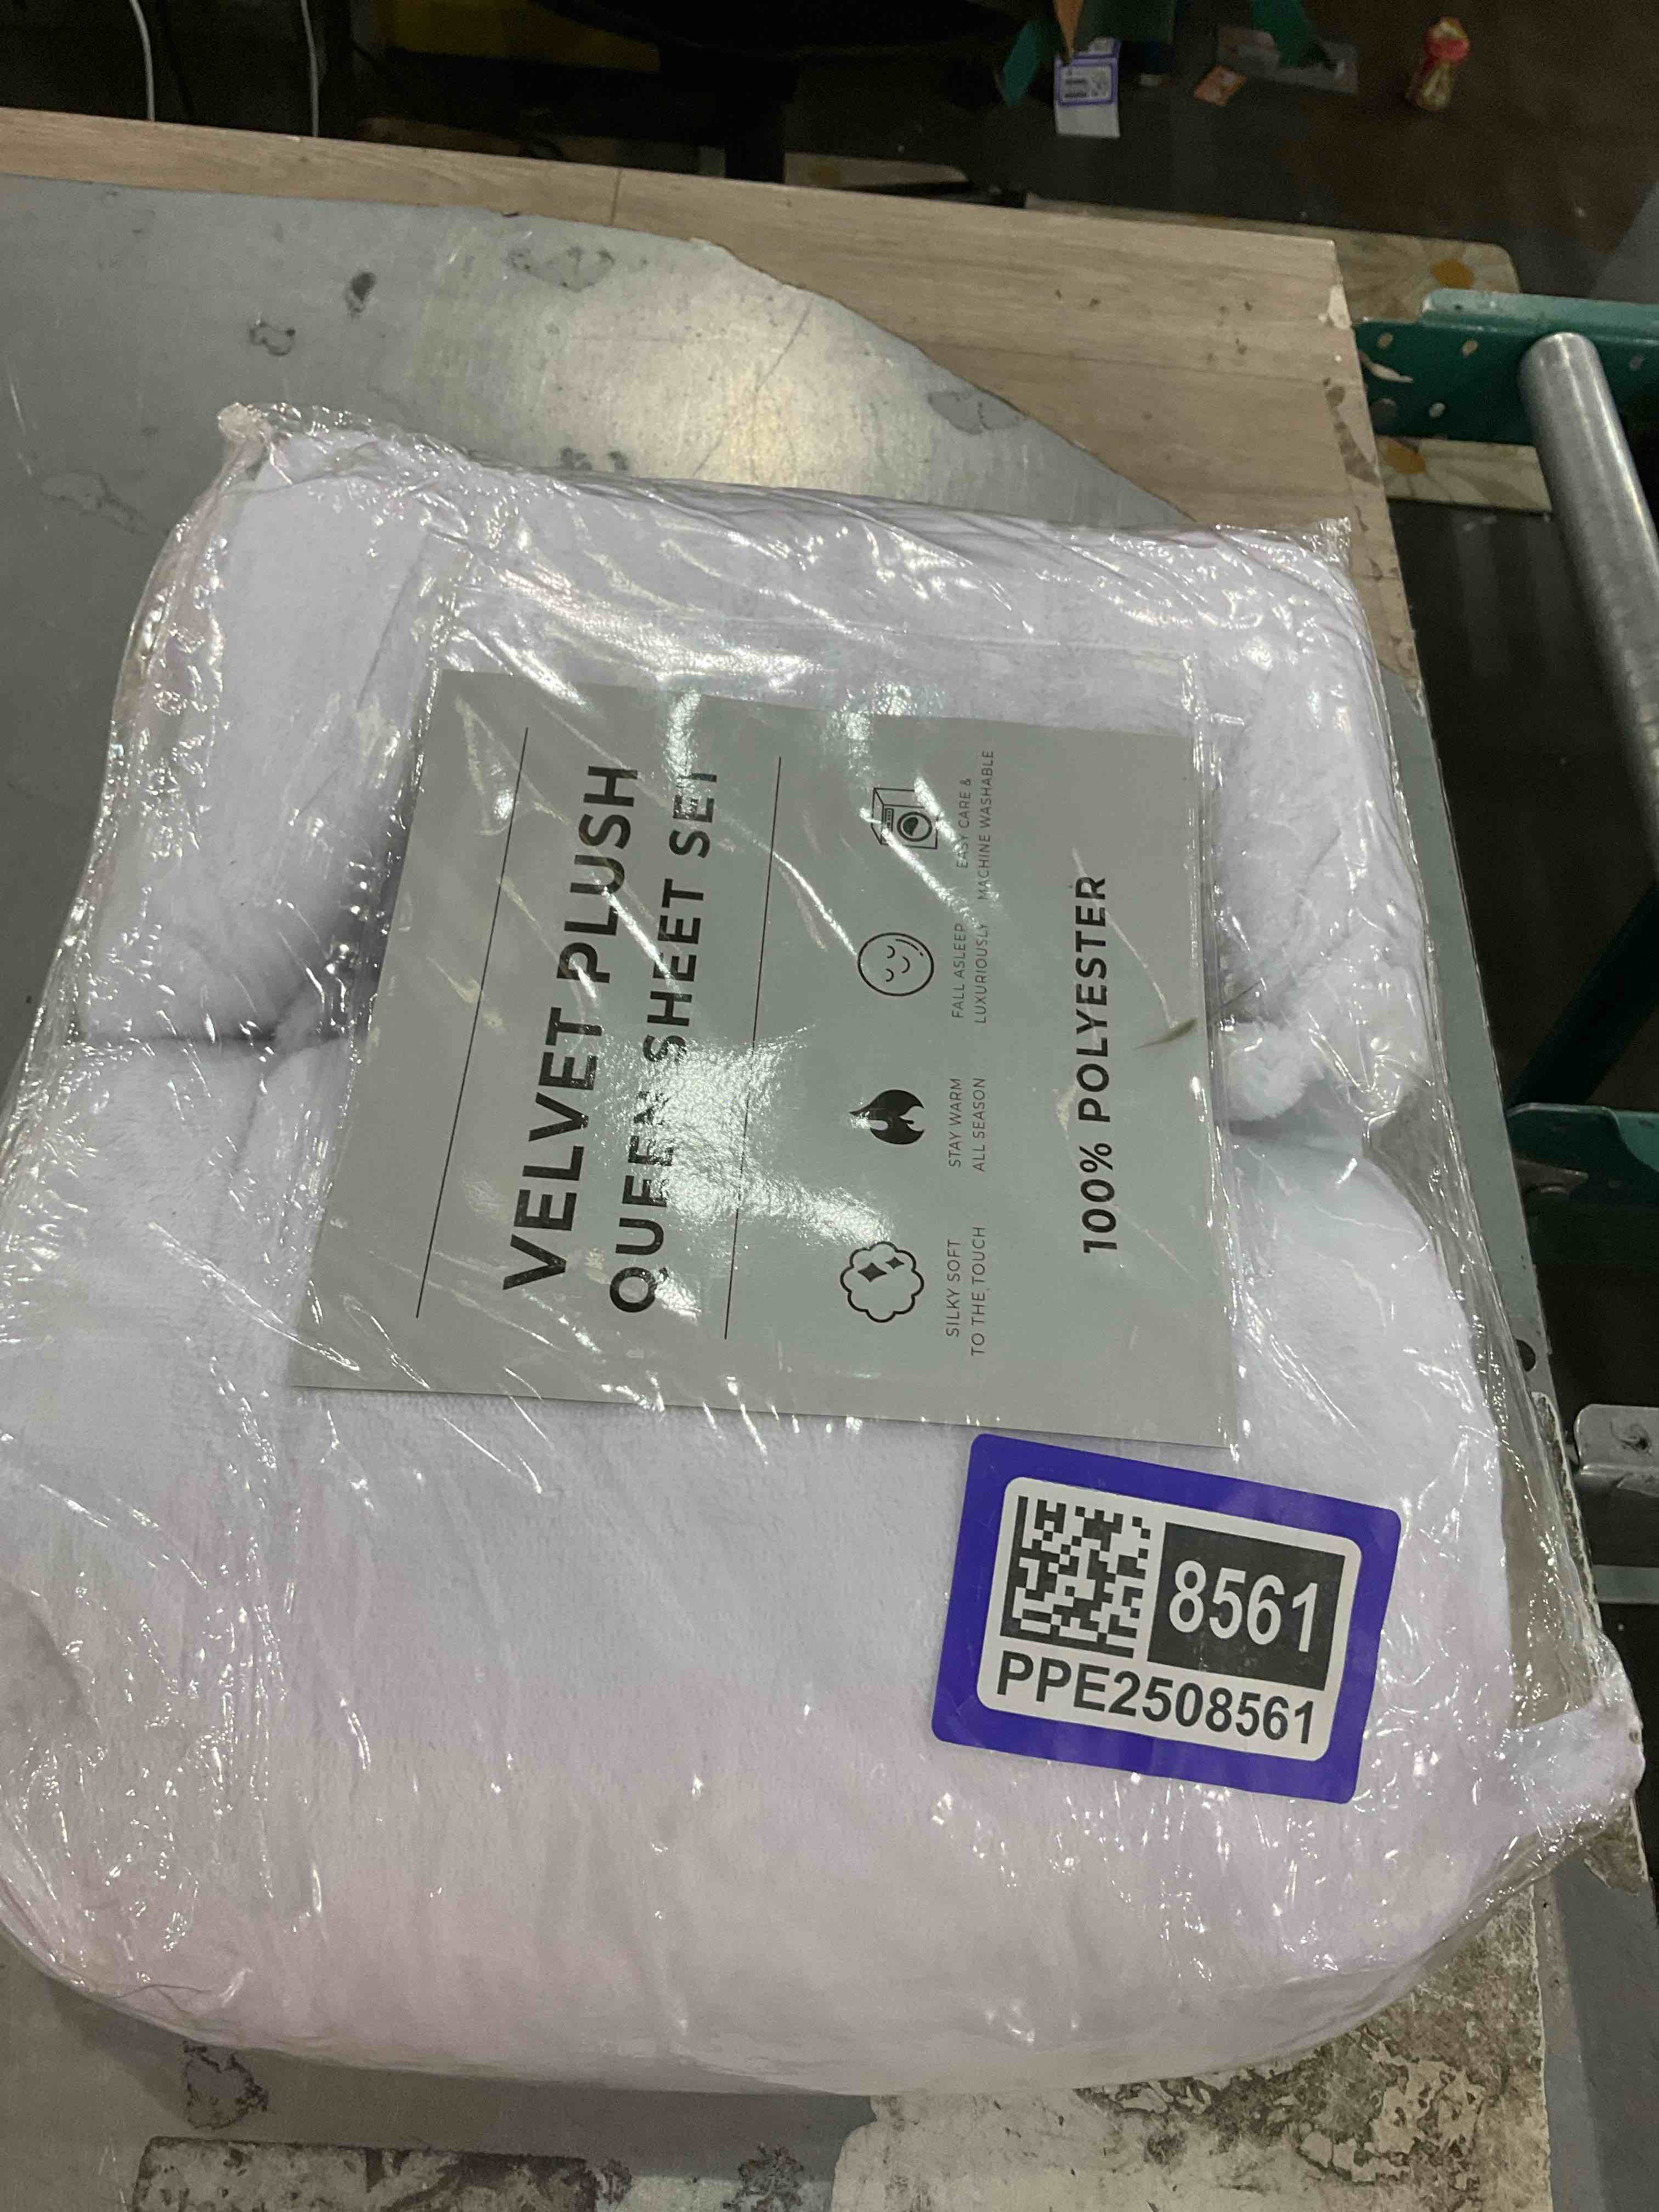 VELVET PLUSH
QUEEN SHEET SET
SILKY SOFT
TO THE TOUCH
STAY WARM
ALL SEASON
FALL ASLEEP
LUXURIOUSLY
EASY CARE &
MACHINE WASHABLE
100% POLYESTER
8561
PPE2508561